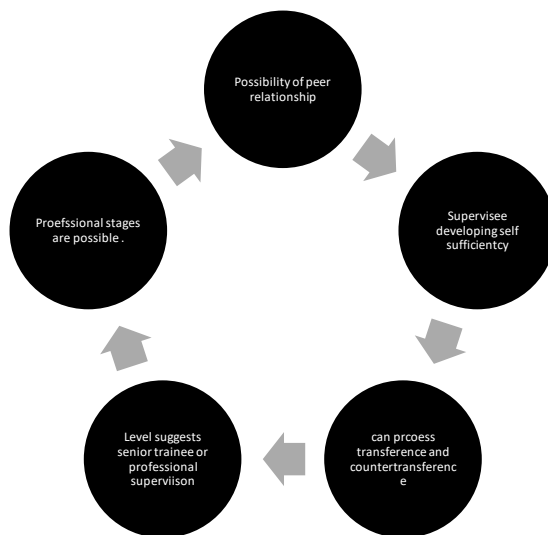 Possibility of peer
relationship
Supervisee
developing self
sufficientcy
can prcoess
transference and
countertransferenc
e
Level suggests
senior trainee or
professional
superviison
Proefssional stages
are possible .